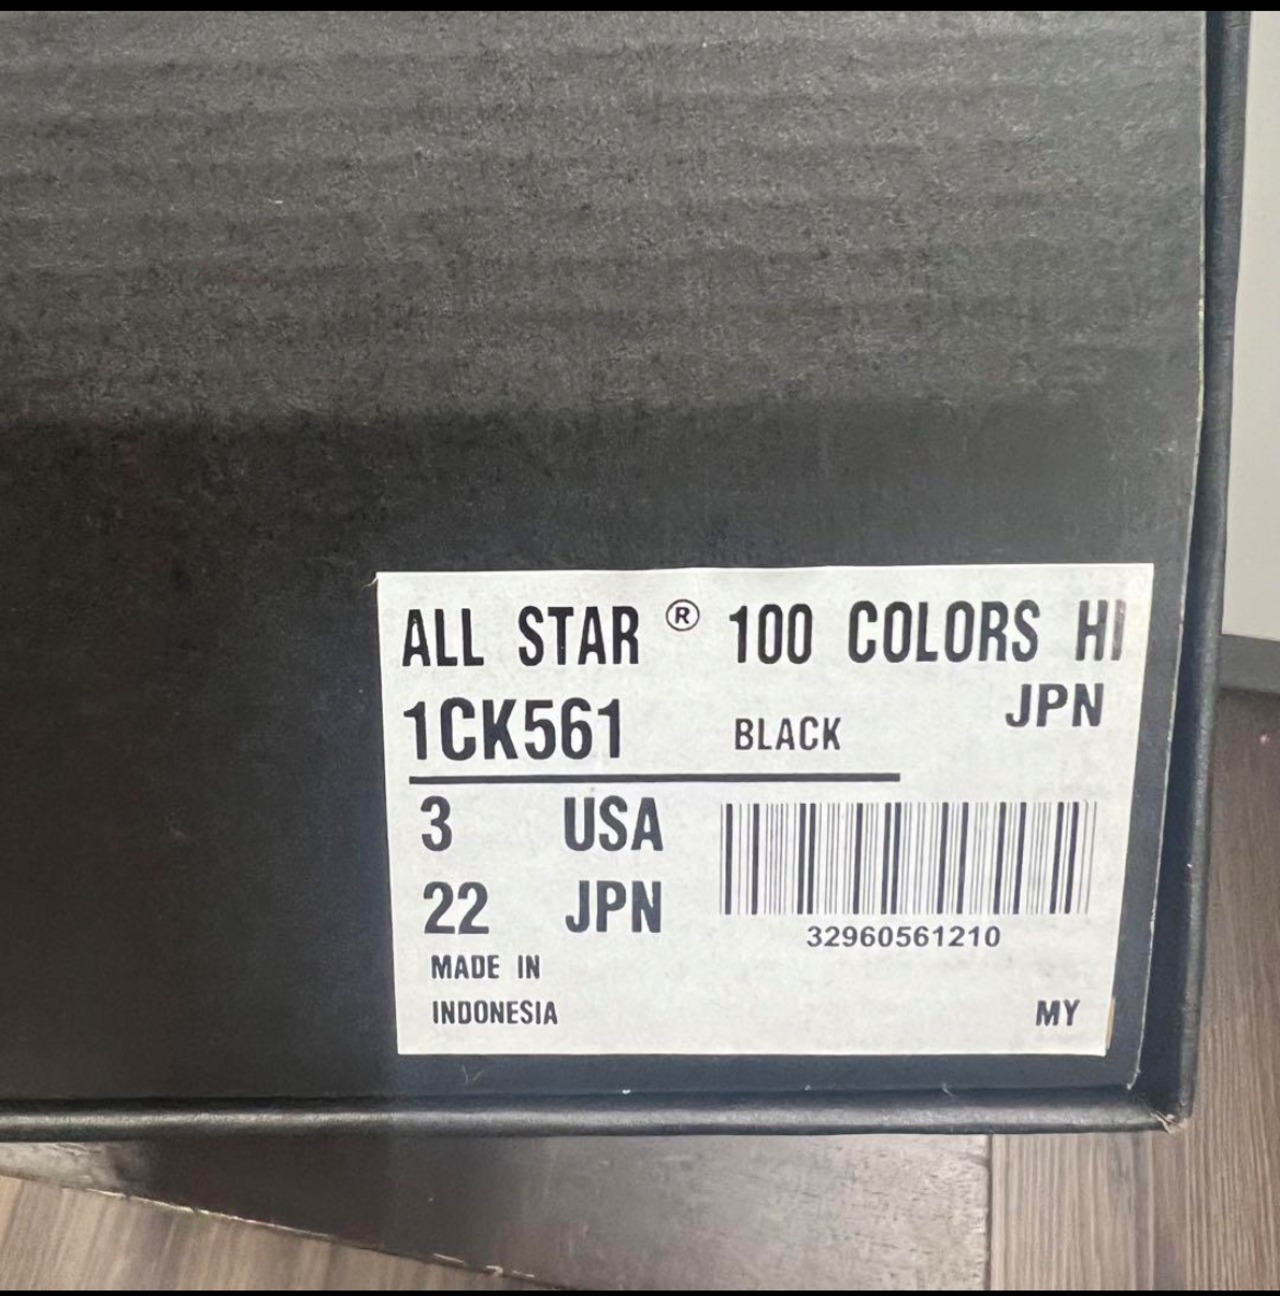 ALL STAR ® 100 COLORS HI
1CK561 BLACK JPN
3 USA
22 JPN
32960561210
MADE IN
INDONESIA MY